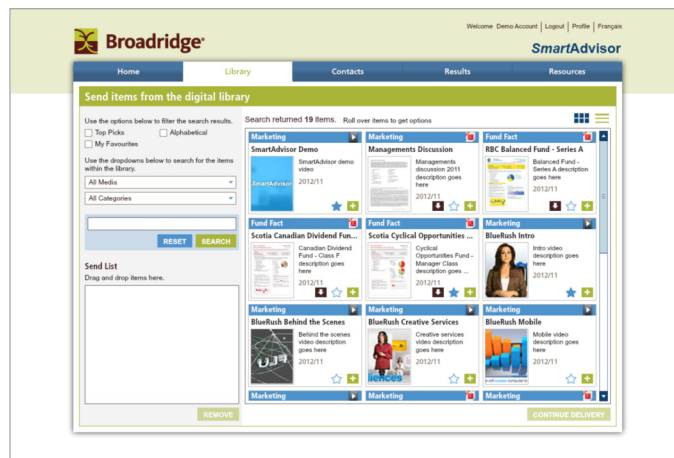 Welcome Demo Account | Logout | Profile | Français
Broadridge
SmartAdvisor
Home
Library
Contacts
Results
Resources
Send items from the digital library
Use the options below to filter the search results.
Top Picks
Alphabetical
My Favourites
Use the dropdowns below to search for the items
within the library.
All Media
All Categories
RESET
SEARCH
Send List
Drag and drop items here.
REMOVE
Search returned 19 items. Roll over items to get options
Marketing
SmartAdvisor Demo
SmartAdvisor
SmartAdvisor demo
video
2012/11
Marketing
Managements Discussion
Managements
discussion 2011
description goes
here
2012/11
Fund Fact
RBC Balanced Fund - Series A
Balanced Fund -
Series A description
goes here
2012/11
Fund Fact
Scotia Canadian Dividend Fun...
Canadian Dividend
Fund - Class F
description goes
here
2012/11
Fund Fact
Scotia Cyclical Opportunities ...
Cyclical
Opportunities Fund -
Manager Class
description goes ...
2012/11
Marketing
BlueRush Intro
Intro video
description goes
here
2012/11
Marketing
BlueRush Behind the Scenes
Behind the scenes
video description
goes here
2012/11
Marketing
BlueRush Creative Services
liences
Creative services
video description
goes here
2012/11
Marketing
BlueRush Mobile
Mobile video
description goes
here
2012/11
Marketing
Marketing
Marketing
CONTINUE DELIVERY